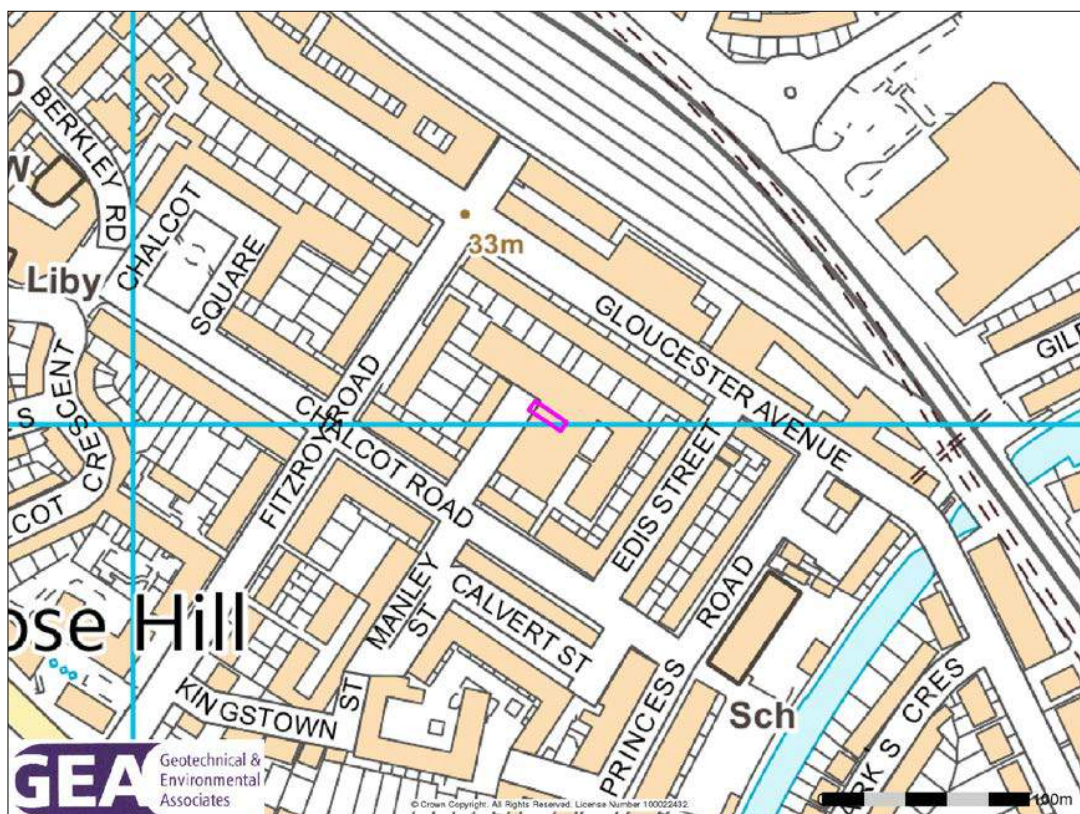 BERKLEY RD
W
CHALCOT
SQUARE
33m
Liby
GLOUCESTER AVENUE
CRESCENT
S
COT
FITZROY ROAD
CHALCOT ROAD
EDIS STREET
MANLEY
ST
CALVERT ST
ROAD
PRINCESS
ose Hill
KINGSTOWN
ST
Sch
CRES
S
GEA
Geotechnical &
Environmental
Associates
© Crown Copyright. All Rights Reserved. License Number 100022432.
100m